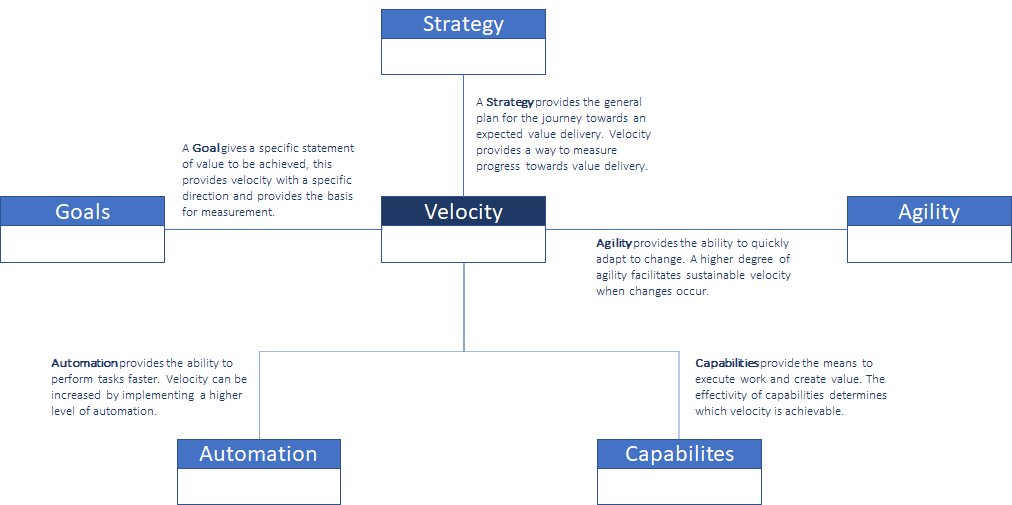 Strategy
A Strategy provides the general
plan for the journey towards an
expected value delivery. Velocity
provides a way to measure
progress towards value delivery.
A Goal gives a specific statement
of value to be achieved, this
provides velocity with a specific
direction and provides the basis
for measurement.
Goals
Velocity
Agility
Agility provides the ability to quickly
adapt to change. A higher degree of
agility facilitates sustainable velocity
when changes occur.
Automation provides the ability to
perform tasks faster. Velocity can be
increased by implementing a higher
level of automation.
Capabilities provide the means to
execute work and create value. The
effectivity of capabilities determines
which velocity is achievable.
Automation
Capabilites